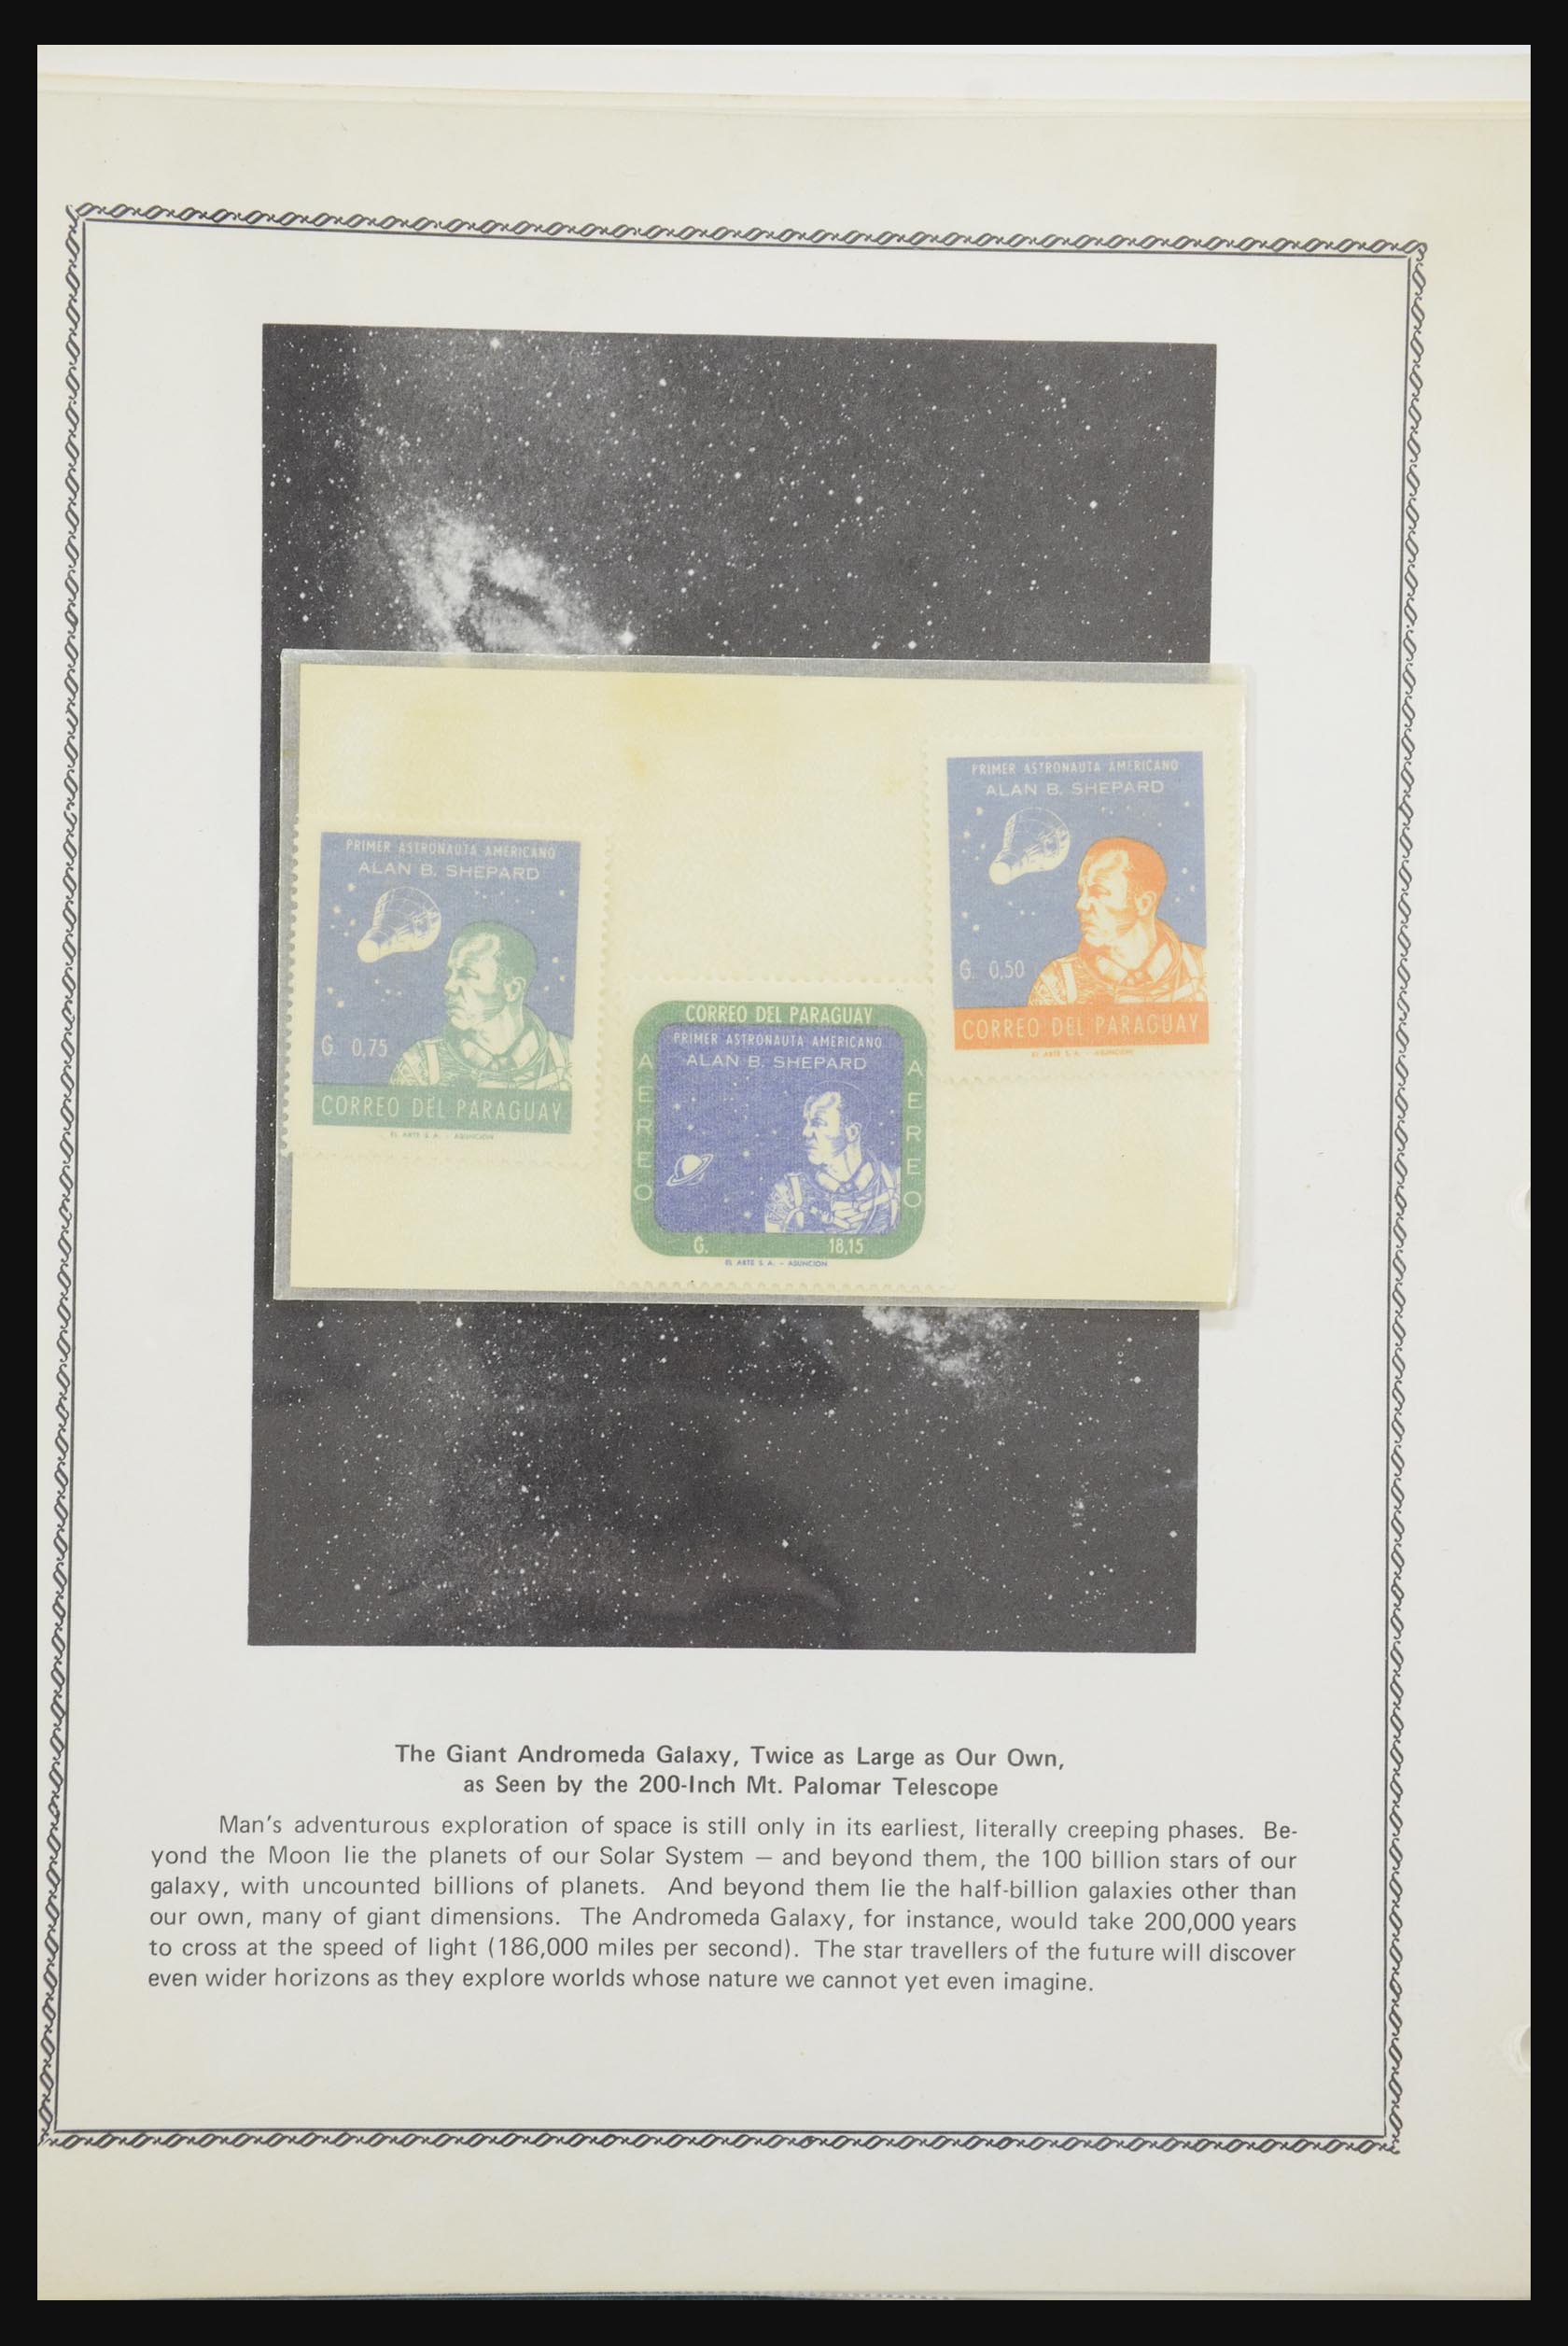 PRIMER ASTRONAUTA AMERICANO
ALAN B. SHEPARD
G. 0,75
CORREO DEL PARAGUAY
EL ARTE S. A. - ASUNCION
CORREO DEL PARAGUAY
PRIMER ASTRONAUTA AMERICANO
ALAN B. SHEPARD
AEREO
AEREO
G. 18,15
EL ARTE S. A. - ASUNCION
PRIMER ASTRONAUTA AMERICANO
ALAN B. SHEPARD
G. 0,50
CORREO DEL PARAGUAY
EL ARTE S. A. - ASUNCION
The Giant Andromeda Galaxy, Twice as Large as Our Own,
as Seen by the 200-Inch Mt. Palomar Telescope
Man's adventurous exploration of space is still only in its earliest, literally creeping phases. Be-
yond the Moon lie the planets of our Solar System — and beyond them, the 100 billion stars of our
galaxy, with uncounted billions of planets. And beyond them lie the half-billion galaxies other than
our own, many of giant dimensions. The Andromeda Galaxy, for instance, would take 200,000 years
to cross at the speed of light (186,000 miles per second). The star travellers of the future will discover
even wider horizons as they explore worlds whose nature we cannot yet even imagine.